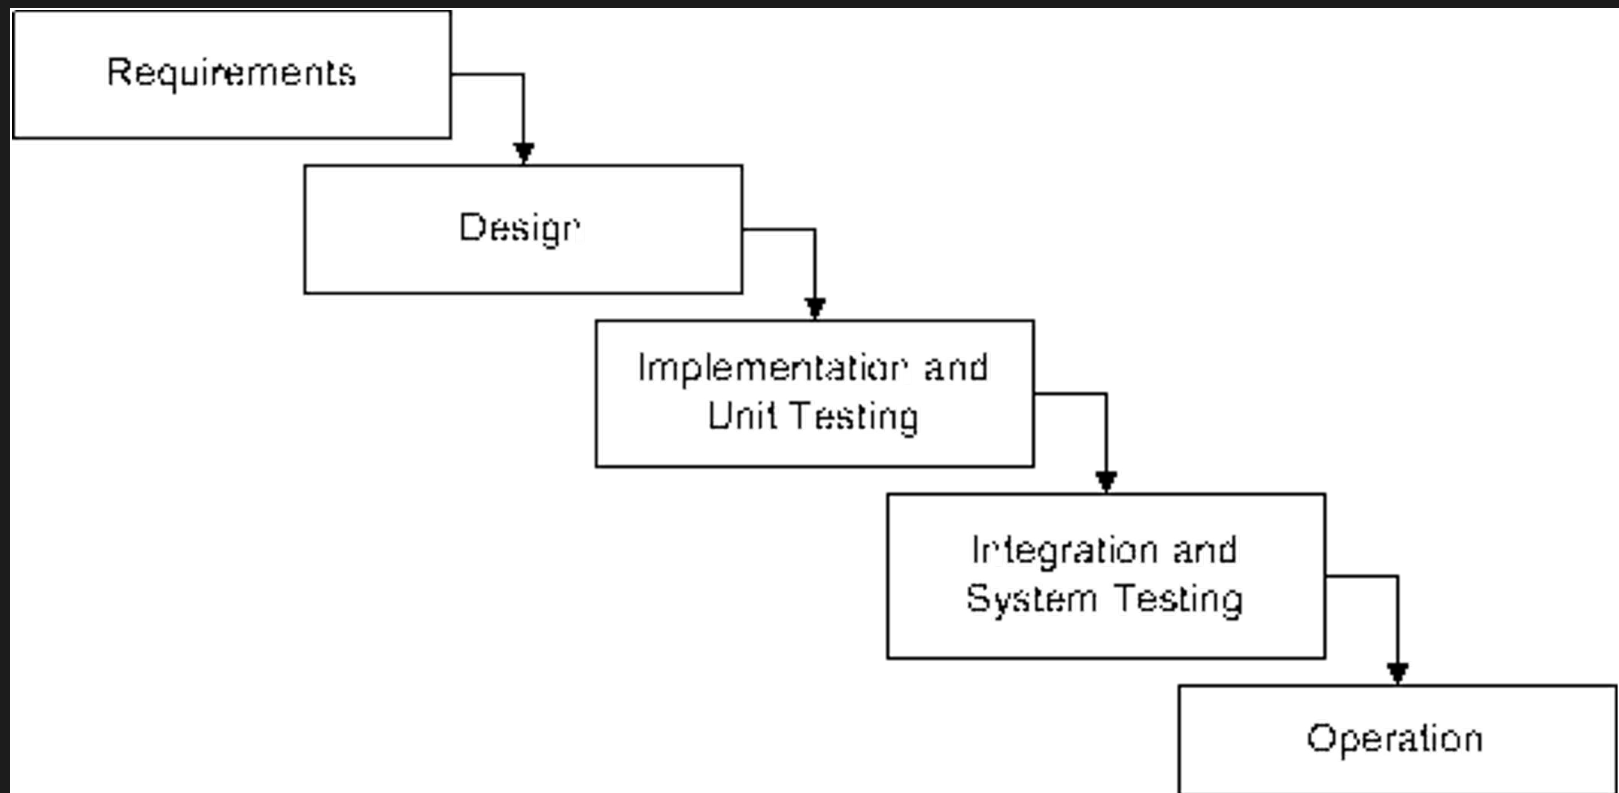 Requirements
Design
Implementation and
Unit Testing
Integration and
System Testing
Operation